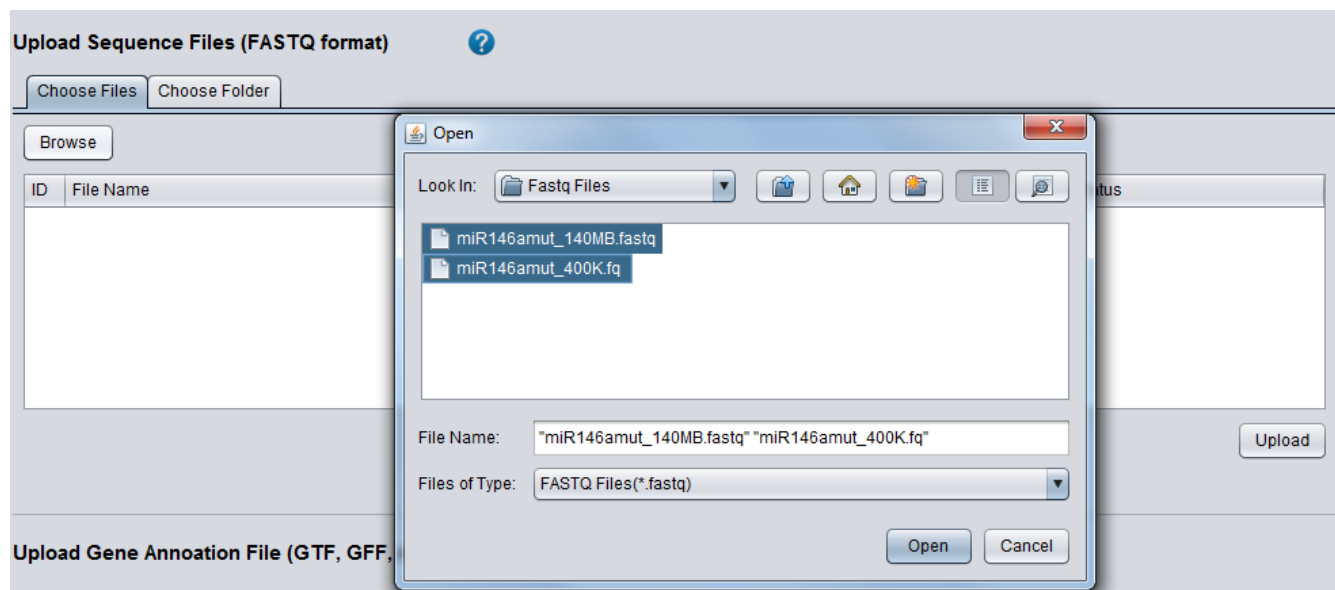 Upload Sequence Files (FASTQ format) ?
Choose Files Choose Folder
Browse
Open
Look In: Fastq Files
ID File Name
miR146amut_140MB.fastq
miR146amut_400K.fq
File Name: "miR146amut_140MB.fastq" "miR146amut_400K.fq"
Upload
Files of Type: FASTQ Files(*.fastq)
Open Cancel
Upload Gene Annoation File (GTF, GFF,